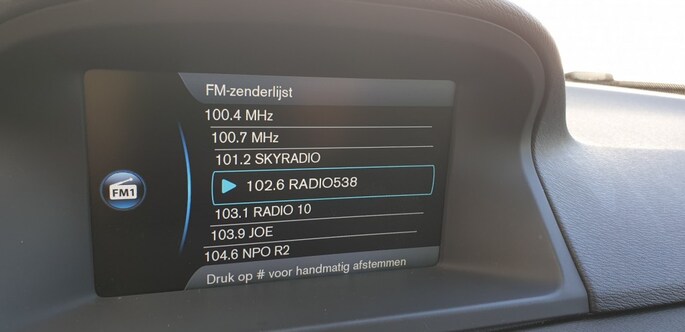 FM-zenderlijst
100.4 MHz
100.7 MHz
101.2 SKYRADIO
102.6 RADIO538
103.1 RADIO 10
103.9 JOE
104.6 NPO R2
Druk op # voor handmatig afstemmen
FM1